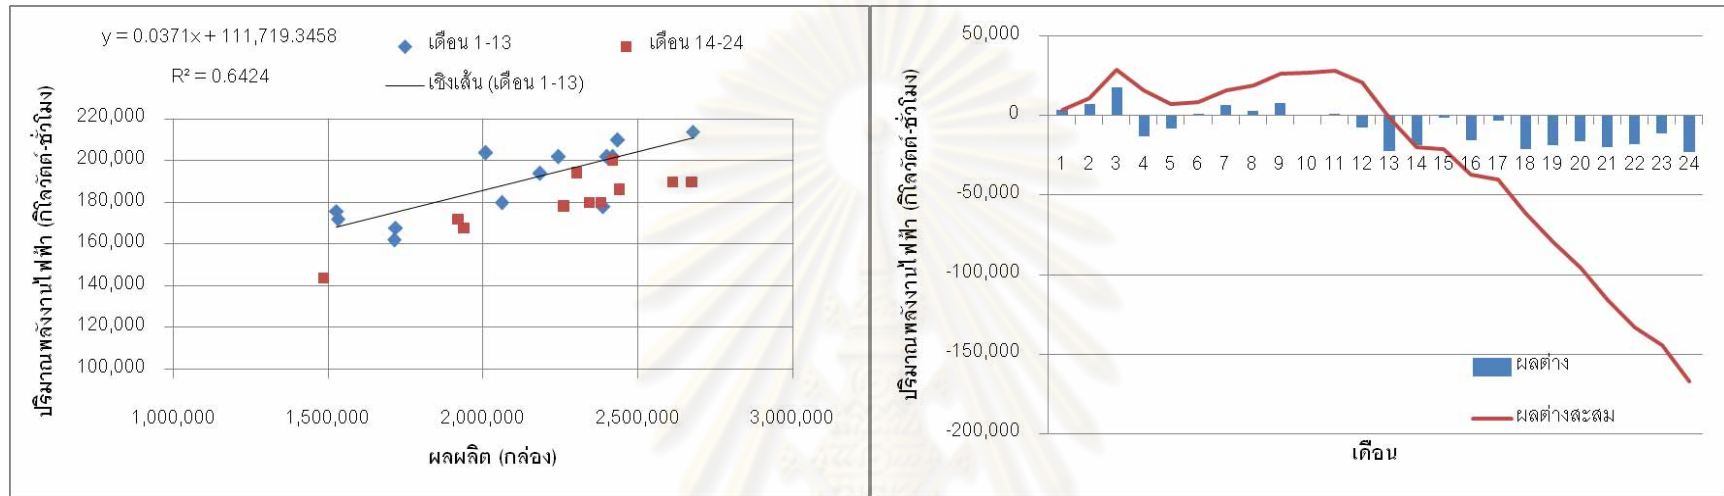 y = 0.0371x + 111,719.3458
R² = 0.6424
เดือน 1-13
เดือน 14-24
เชิงเส้น (เดือน 1-13)
ปริมาณพลังงานไฟฟ้า (กิโลวัตต์-ชั่วโมง)
220,000
200,000
180,000
160,000
140,000
120,000
100,000
1,000,000 1,500,000 2,000,000 2,500,000 3,000,000
ผลผลิต (กล่อง)
ปริมาณพลังงานไฟฟ้า (กิโลวัตต์-ชั่วโมง)
50,000
0
-50,000
-100,000
-150,000
-200,000
1 2 3 4 5 6 7 8 9 10 11 12 13 14 15 16 17 18 19 20 21 22 23 24
ผลต่าง
ผลต่างสะสม
เดือน